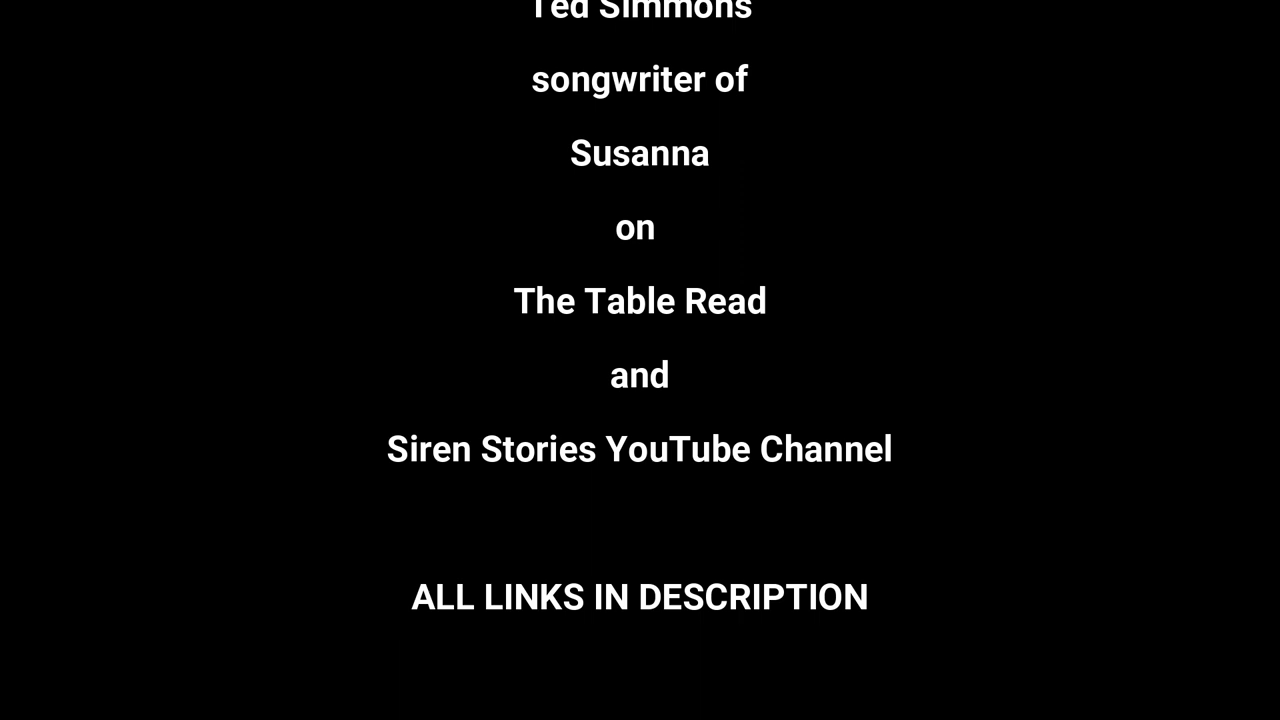 Ted Simmons
songwriter of
Susanna
on
The Table Read
and
Siren Stories YouTube Channel
ALL LINKS IN DESCRIPTION